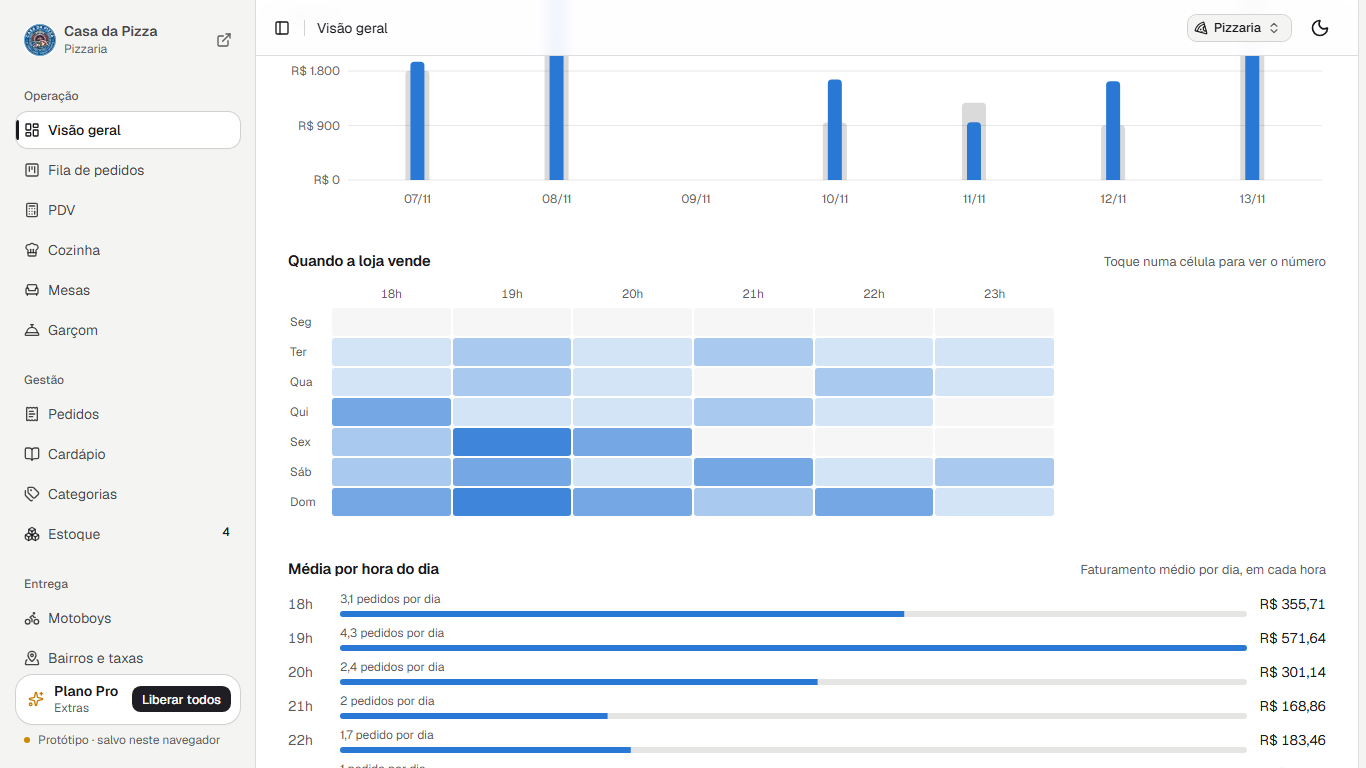 Casa da Pizza
Pizzaria
Operação
Visão geral
Fila de pedidos
PDV
Cozinha
Mesas
Garçom
Gestão
Pedidos
Cardápio
Categorias
Estoque 4
Entrega
Motoboys
Bairros e taxas
Plano Pro
Extras
Liberar todos
Protótipo · salvo neste navegador
Visão geral
Pizzaria
R$ 1.800
R$ 900
R$ 0
07/11 08/11 09/11 10/11 11/11 12/11 13/11
Quando a loja vende
Toque numa célula para ver o número
18h 19h 20h 21h 22h 23h
Seg
Ter
Qua
Qui
Sex
Sáb
Dom
Média por hora do dia
Faturamento médio por dia, em cada hora
18h 3,1 pedidos por dia R$ 355,71
19h 4,3 pedidos por dia R$ 571,64
20h 2,4 pedidos por dia R$ 301,14
21h 2 pedidos por dia R$ 168,86
22h 1,7 pedido por dia R$ 183,46